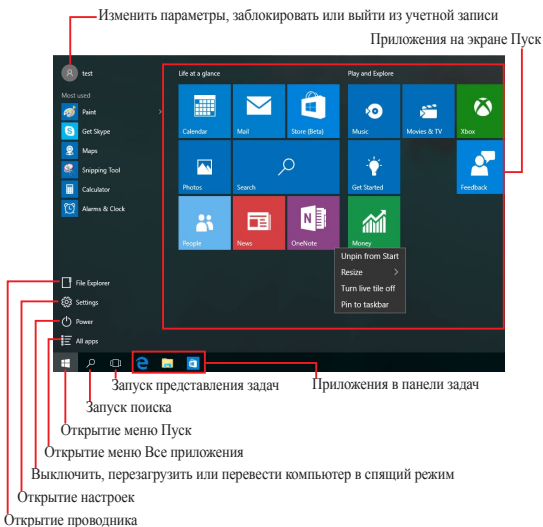 Изменить параметры, заблокировать или выйти из учетной записи
Приложения на экране Пуск
test
Life at a glance
Play and Explore
Most used
Paint
Get Skype
Maps
Snipping Tool
Calculator
Alarms & Clock
Calendar
Mail
Store (Beta)
Music
Movies & TV
Xbox
Photos
Search
Get Started
Feedback
People
News
OneNote
Money
Unpin from Start
Resize
Turn live tile off
Pin to taskbar
File Explorer
Settings
Power
All apps
Запуск представления задач
Приложения в панели задач
Запуск поиска
Открытие меню Пуск
Открытие меню Все приложения
Выключить, перезагрузить или перевести компьютер в спящий режим
Открытие настроек
Открытие проводника